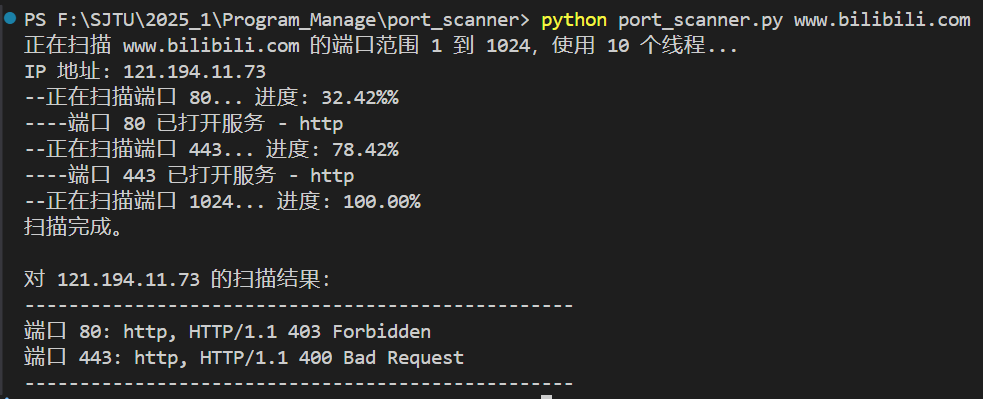 PS F:\SJTU\2025_1\Program_Manage\port_scanner> python port_scanner.py www.bilibili.com
正在扫描 www.bilibili.com 的端口范围 1 到 1024, 使用 10 个线程...
IP 地址: 121.194.11.73
--正在扫描端口 80... 进度: 32.42%%
----端口 80 已打开服务 - http
--正在扫描端口 443... 进度: 78.42%
----端口 443 已打开服务 - http
--正在扫描端口 1024... 进度: 100.00%
扫描完成。
对 121.194.11.73 的扫描结果:
--------------------------------------------------
端口 80: http, HTTP/1.1 403 Forbidden
端口 443: http, HTTP/1.1 400 Bad Request
--------------------------------------------------